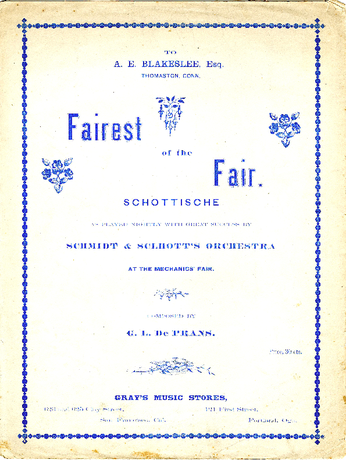 TO
A. E. BLAKESLEE, Esq.
THOMASTON, CONN.
Fairest
of the
Fair.
SCHOTTISCHE
AS PLAYED NIGHTLY WITH GREAT SUCCESS BY
SCHMIDT & SCLHOTT'S ORCHESTRA
AT THE MECHANICS' FAIR.
COMPOSED BY
C. L. De PRANS.
GRAY'S MUSIC STORES,
Clay Street,
San Francisco, Cal.
First Street,
Portland, Ogn.